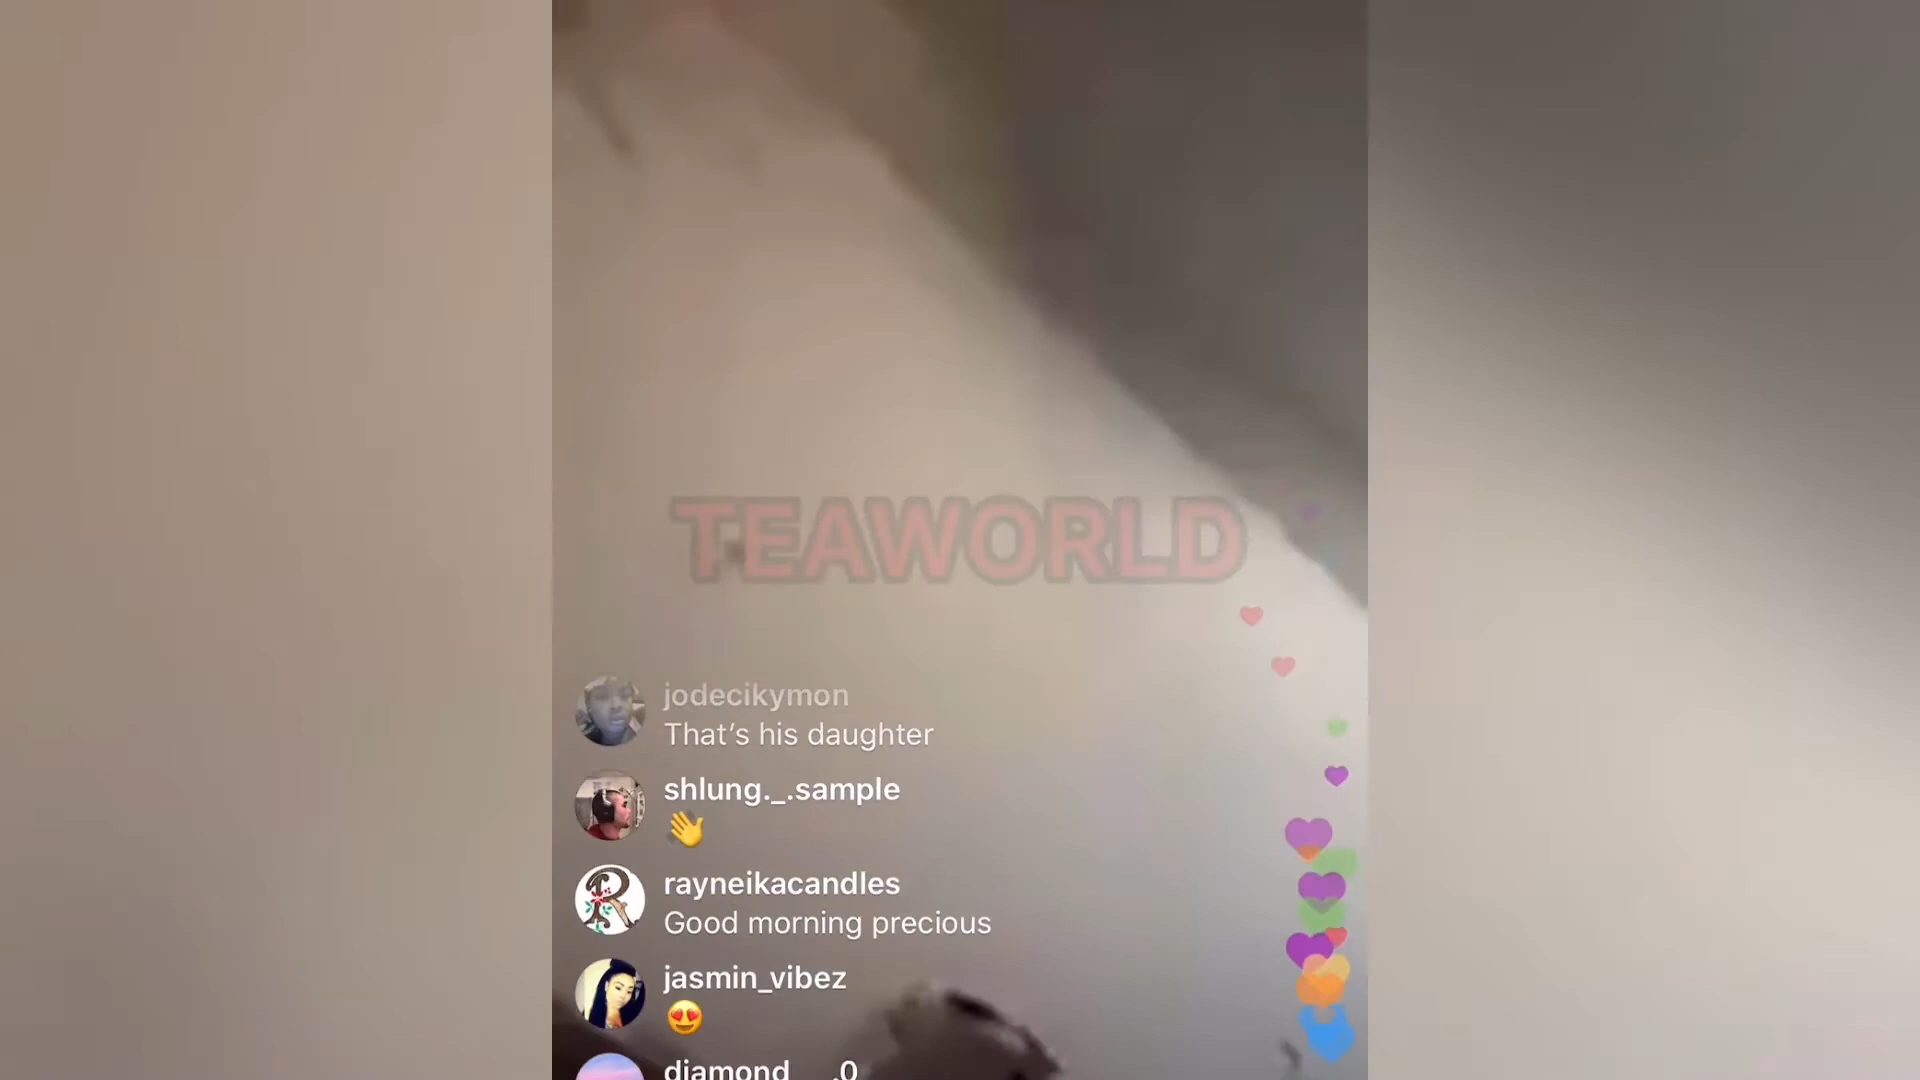 TEAWORLD
jodecikymon
That’s his daughter
shlung._.sample
👋
rayneikacandles
Good morning precious
jasmin_vibez
😍